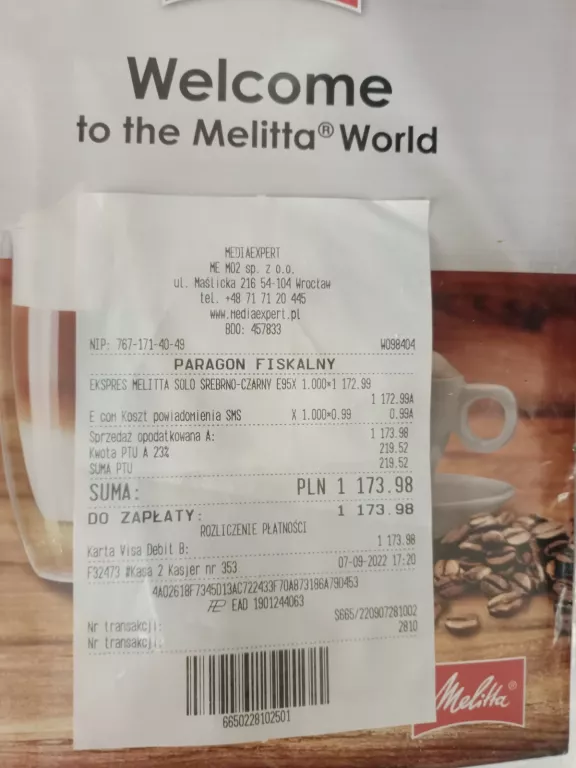 Welcome
to the Melitta® World
MEDIAEXPERT
ME M02 sp. z o.o.
ul. Maślicka 216 54-104 Wrocław
tel. +48 71 71 20 445
www.mediaexpert.pl
BDO: 457833
NIP: 767-171-40-49 W098404
PARAGON FISKALNY
EKSPRES MELITTA SOLO SREBRNO-CZARNY E95X 1.000*1 172.99
1 172.99A
E com Koszt powiadomienia SMS X 1.000*0.99 0.99A
Sprzedaż opodatkowana A: 1 173.98
Kwota PTU A 23% 219.52
SUMA PTU 219.52
SUMA: PLN 1 173.98
DO ZAPŁATY: 1 173.98
ROZLICZENIE PŁATNOŚCI
Karta Visa Debit B: 1 173.98
F32473 #Kasa 2 Kasjer nr 353 07-09-2022 17:20
4A02618F7345D13AC722433F70A873186A790453
EAD 1901244063
Nr transakcji: S665/220907281002
Nr transakcji: 2810
6650228102501
Melitta®